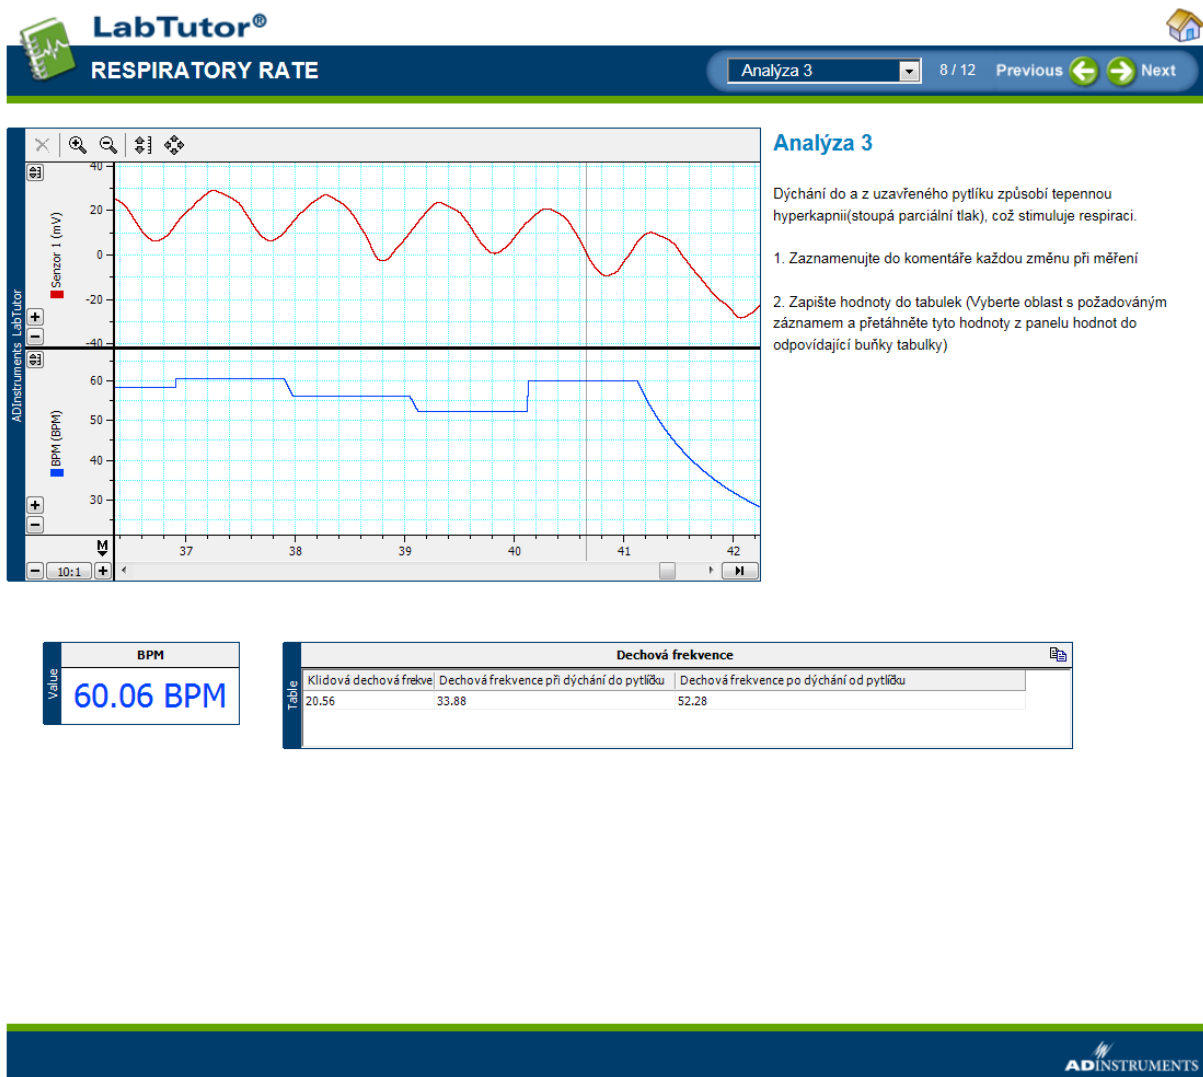 LabTutor®
RESPIRATORY RATE
Analýza 3
8 / 12
Previous
Next
ADInstruments LabTutor
Senzor 1 (mV)
40
20
0
-20
-40
BPM (BPM)
60
50
40
30
M
37 38 39 40 41 42
10:1
Analýza 3
Dýchání do a z uzavřeného pytlíku způsobí tepennou
hyperkapnii(stoupá parciální tlak), což stimuluje respiraci.
1. Zaznamenujte do komentáře každou změnu při měření
2. Zapište hodnoty do tabulek (Vyberte oblast s požadováným
záznamem a přetáhněte tyto hodnoty z panelu hodnot do
odpovídající buňky tabulky)
Value
BPM
60.06 BPM
Table
Dechová frekvence
Klidová dechová frekve Dechová frekvence při dýchání do pytlíku Dechová frekvence po dýchání od pytlíčku
20.56 33.88 52.28
ADINSTRUMENTS